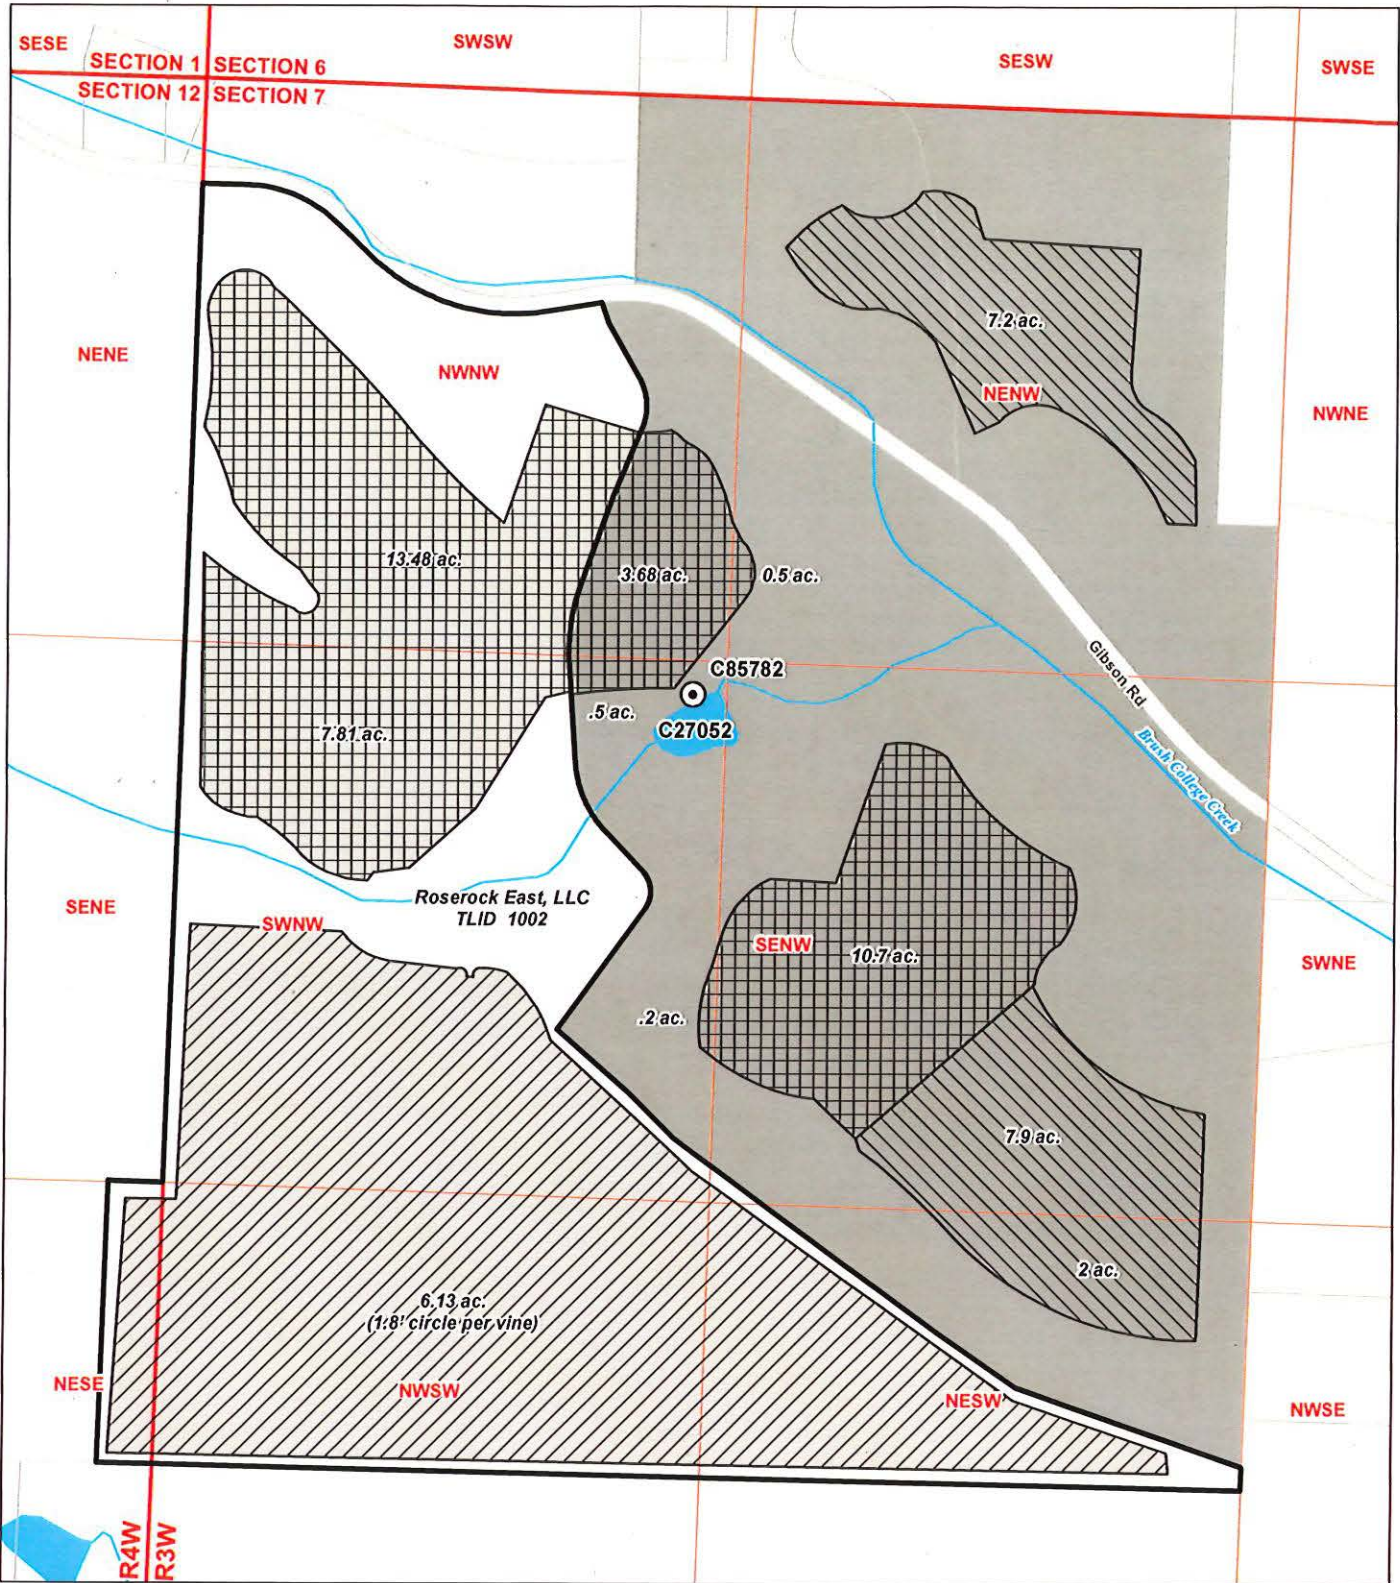 SESE
SWSW
SESW
SWSE
SECTION 1
SECTION 6
SECTION 12
SECTION 7
7.2 ac.
NENE
NWNW
NENW
NWNE
13.48 ac.
3.68 ac.
0.5 ac.
Gibson Rd
C85782
.5 ac.
C27052
7.81 ac.
Brush College Creek
Roserock East, LLC
TLID 1002
SENE
SWNW
SENW
10.7 ac.
SWNE
.2 ac.
7.9 ac.
2 ac.
6.13 ac.
(1.8' circle per vine)
NESE
NWSW
NESW
NWSE
R4W
R3W